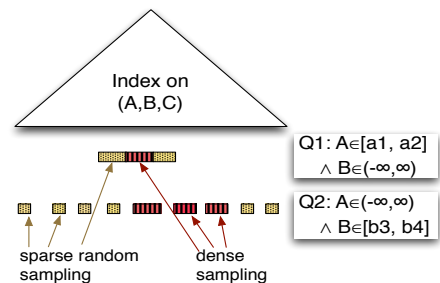 Index on
(A,B,C)
Q1: A∈[a1, a2]
∧ B∈(-∞,∞)
Q2: A∈(-∞,∞)
∧ B∈[b3, b4]
sparse random
sampling
dense
sampling